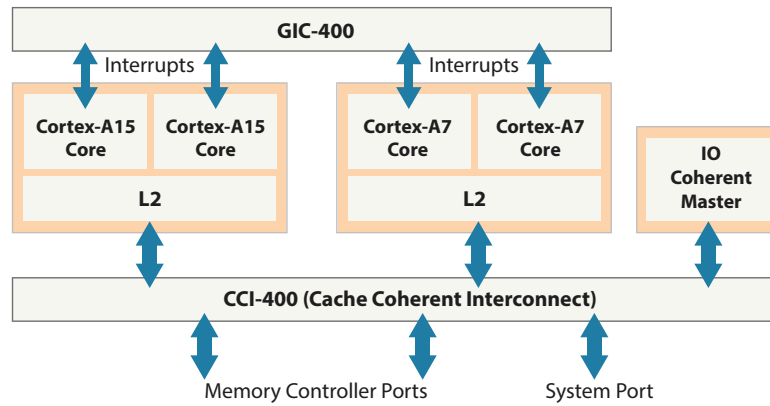 GIC-400
Interrupts
Interrupts
Cortex-A15
Core
Cortex-A15
Core
Cortex-A7
Core
Cortex-A7
Core
L2
L2
IO
Coherent
Master
CCI-400 (Cache Coherent Interconnect)
Memory Controller Ports
System Port